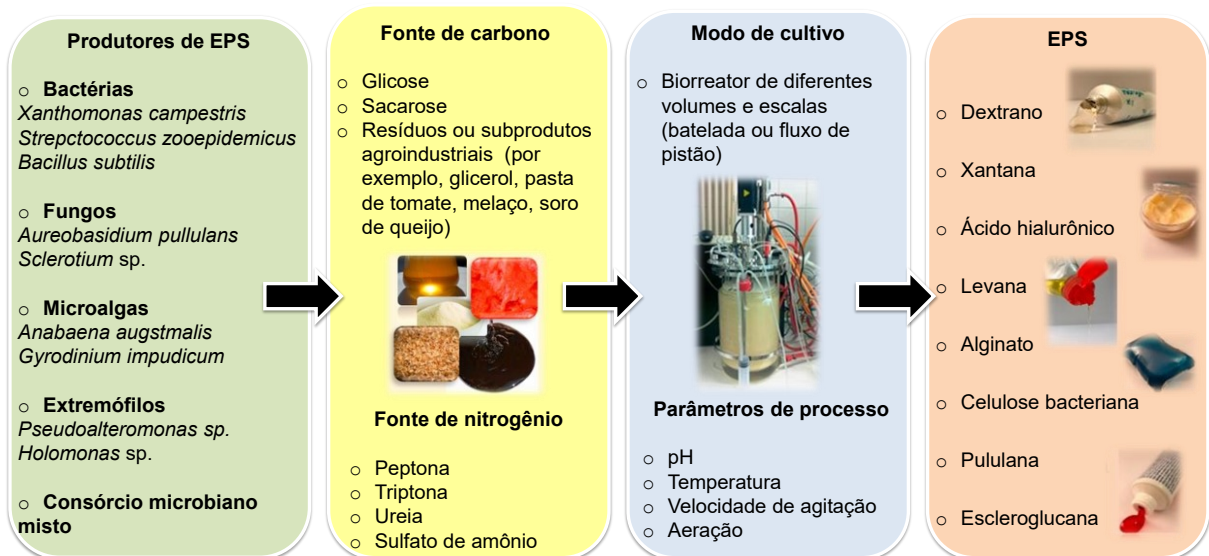 Produtores de EPS
○ Bactérias
Xanthomonas campestris
Strepctococcus zooepidemicus
Bacillus subtilis
○ Fungos
Aureobasidium pullulans
Sclerotium sp.
○ Microalgas
Anabaena augstmalis
Gyrodinium impudicum
○ Extremófilos
Pseudoalteromonas sp.
Holomonas sp.
○ Consórcio microbiano
misto
Fonte de carbono
○ Glicose
○ Sacarose
○ Resíduos ou subprodutos
agroindustriais (por
exemplo, glicerol, pasta
de tomate, melaço, soro
de queijo)
Fonte de nitrogênio
○ Peptona
○ Triptona
○ Ureia
○ Sulfato de amônio
Modo de cultivo
○ Biorreator de diferentes
volumes e escalas
(batelada ou fluxo de
pistão)
Parâmetros de processo
○ pH
○ Temperatura
○ Velocidade de agitação
○ Aeração
EPS
○ Dextrano
○ Xantana
○ Ácido hialurônico
○ Levana
○ Alginato
○ Celulose bacteriana
○ Pululana
○ Escleroglucana